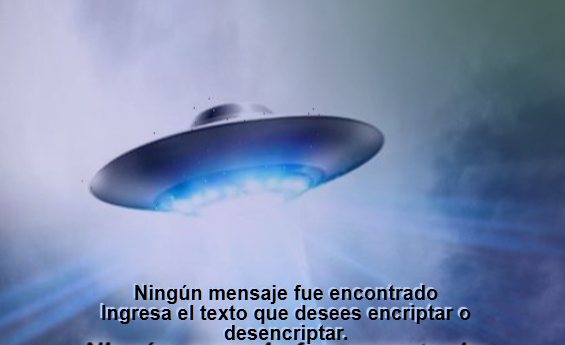 Ningún mensaje fue encontrado
Ingresa el texto que desees encriptar o
desencriptar.